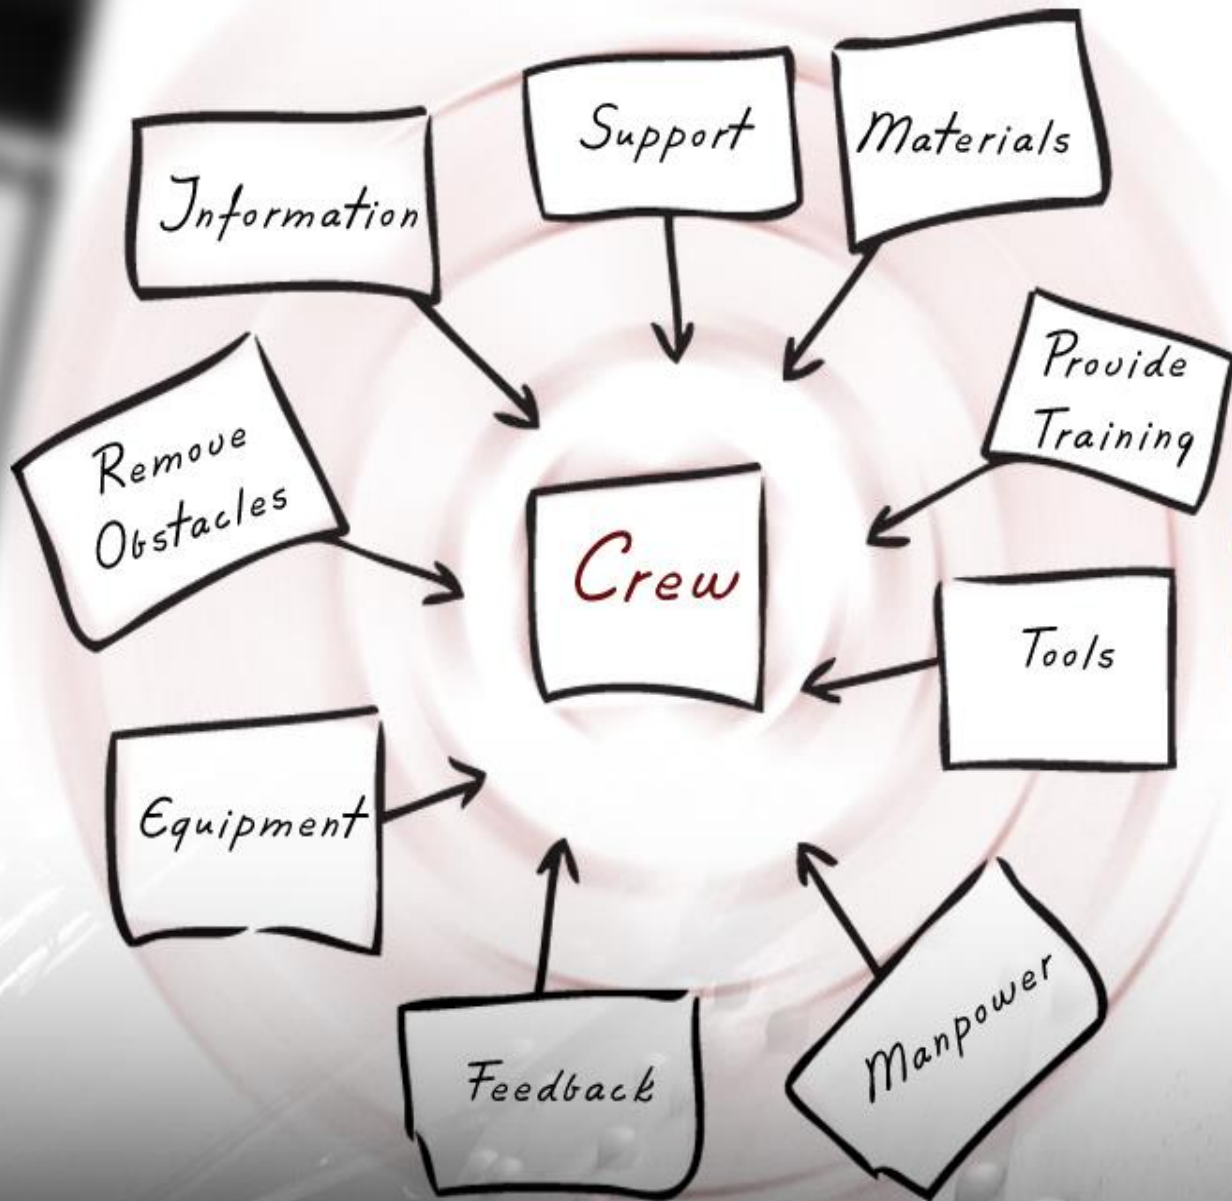 Support
Materials
Information
Provide
Training
Remove
Obstacles
Crew
Tools
Equipment
Feedback
Manpower